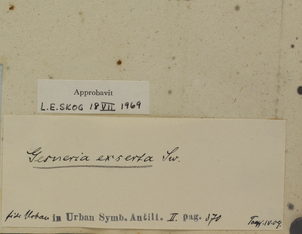 Approbavit
L.E.SKOG 18 VII 1969
Gesneria exserta Sw.
fide Urban in Urban Symb. Antill. II. pag. 370